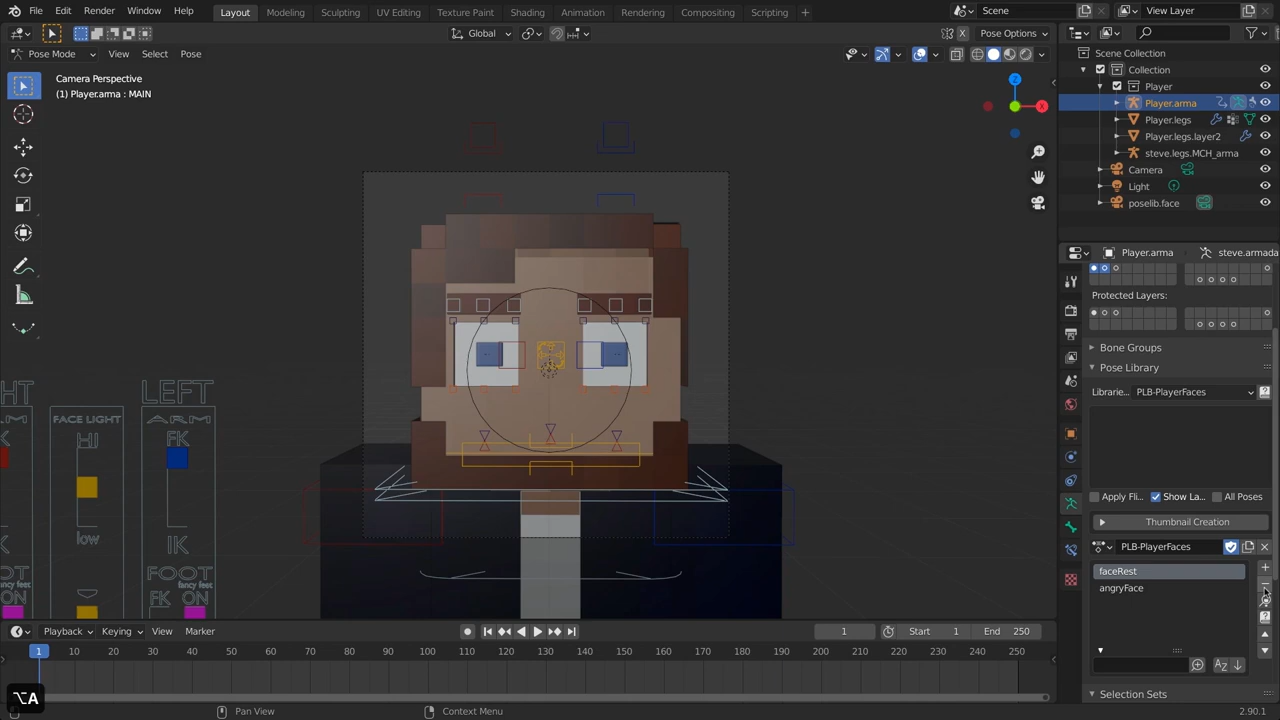 File Edit Render Window Help
Layout Modeling Sculpting UV Editing Texture Paint Shading Animation Rendering Compositing Scripting +
Scene
View Layer
Global
Pose Options
Pose Mode View Select Pose
Camera Perspective
(1) Player.arma : MAIN
Z
X
Scene Collection
Collection
Player
Player.arma
Player.legs
Player.legs.layer2
steve.legs.MCH_arma
Camera
Light
poselib.face
Player.arma
steve.armada
Protected Layers:
Bone Groups
Pose Library
Librarie...
PLB-PlayerFaces
Apply Fli...
Show La...
All Poses
Thumbnail Creation
PLB-PlayerFaces
faceRest
angryFace
Selection Sets
HT
LEFT
FACE LIGHT
ARM
FK
HI
low
IK
FOOT
fancy feet
Playback Keying View Marker
1
Start 1
End 250
1 10 20 30 40 50 60 70 80 90 100 110 120 130 140 150 160 170 180 190 200 210 220 230 240 250
⌥A
Pan View
Context Menu
2.90.1